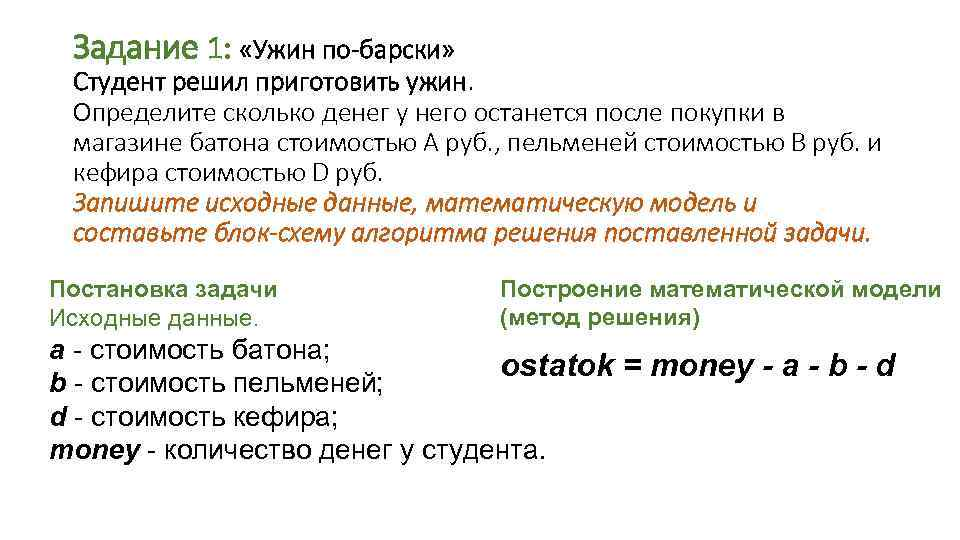 Задание 1: «Ужин по-барски»
Студент решил приготовить ужин.
Определите сколько денег у него останется после покупки в
магазине батона стоимостью A руб. , пельменей стоимостью B руб. и
кефира стоимостью D руб.
Запишите исходные данные, математическую модель и
составьте блок-схему алгоритма решения поставленной задачи.
Постановка задачи
Исходные данные.
a - стоимость батона;
b - стоимость пельменей;
d - стоимость кефира;
money - количество денег у студента.
Построение математической модели
(метод решения)
ostatok = money - a - b - d